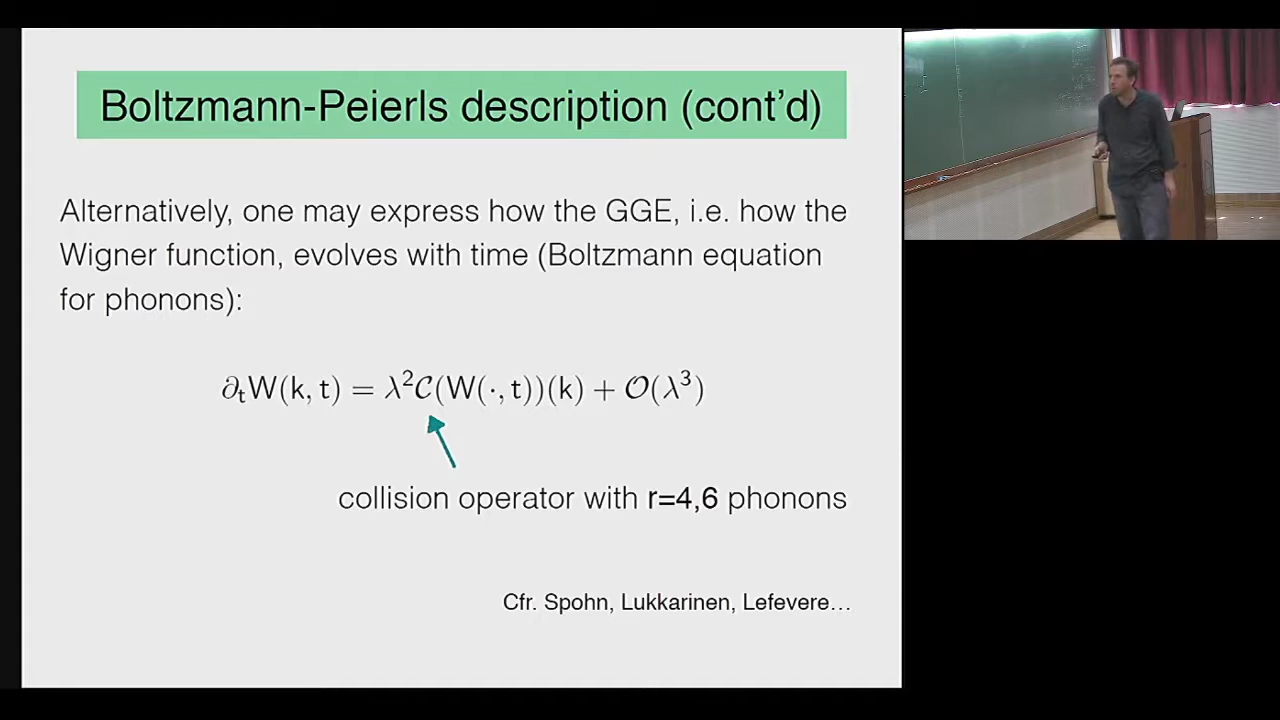 Boltzmann-Peierls description (cont’d)
Alternatively, one may express how the GGE, i.e. how the
Wigner function, evolves with time (Boltzmann equation
for phonons):
∂ₜW(k, t) = λ²𝒞(W(·, t))(k) + 𝒪(λ³)
collision operator with r=4,6 phonons
Cfr. Spohn, Lukkarinen, Lefevere…